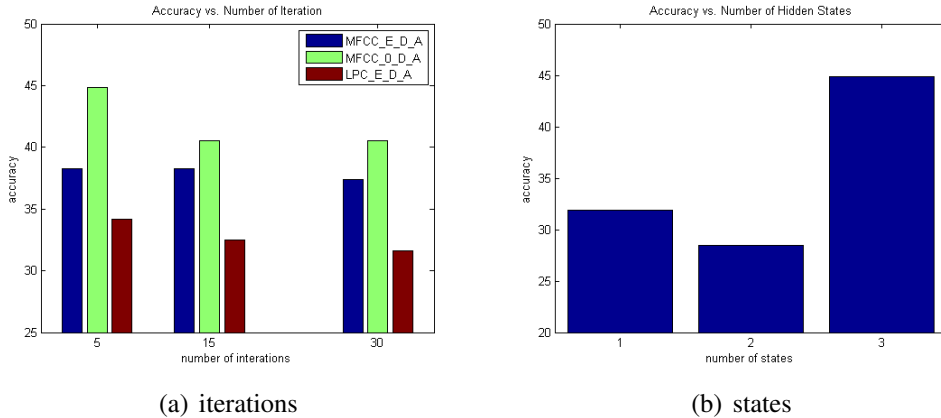 Accuracy vs. Number of Iteration
50
45
40
35
30
25
accuracy
MFCC_E_D_A
MFCC_0_D_A
LPC_E_D_A
5
15
30
number of interations
(a) iterations
Accuracy vs. Number of Hidden States
50
45
40
35
30
25
20
accuracy
1
2
3
number of states
(b) states